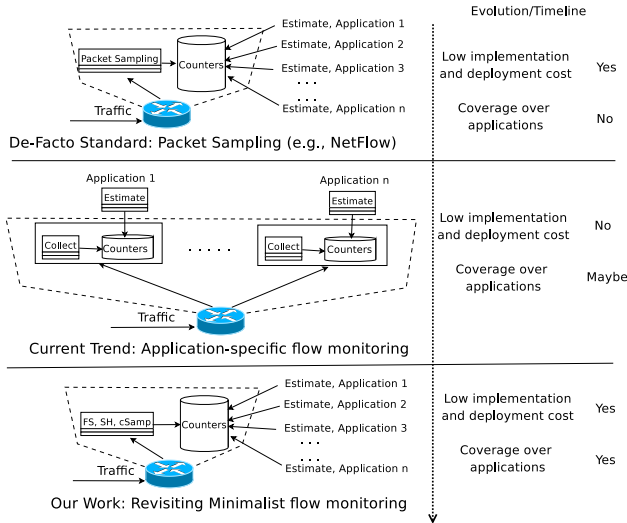 Evolution/Timeline
Estimate, Application 1
Estimate, Application 2
Estimate, Application 3
. . .
. . .
Estimate, Application n
Packet Sampling
Counters
Traffic
Low implementation
and deployment cost
Yes
Coverage over
applications
No
De-Facto Standard: Packet Sampling (e.g., NetFlow)
Application 1
Estimate
Collect
Counters
. . . . .
Application n
Estimate
Collect
Counters
Traffic
Low implementation
and deployment cost
No
Coverage over
applications
Maybe
Current Trend: Application-specific flow monitoring
Estimate, Application 1
Estimate, Application 2
Estimate, Application 3
. . .
. . .
Estimate, Application n
FS, SH, cSamp
Counters
Traffic
Low implementation
and deployment cost
Yes
Coverage over
applications
Yes
Our Work: Revisiting Minimalist flow monitoring